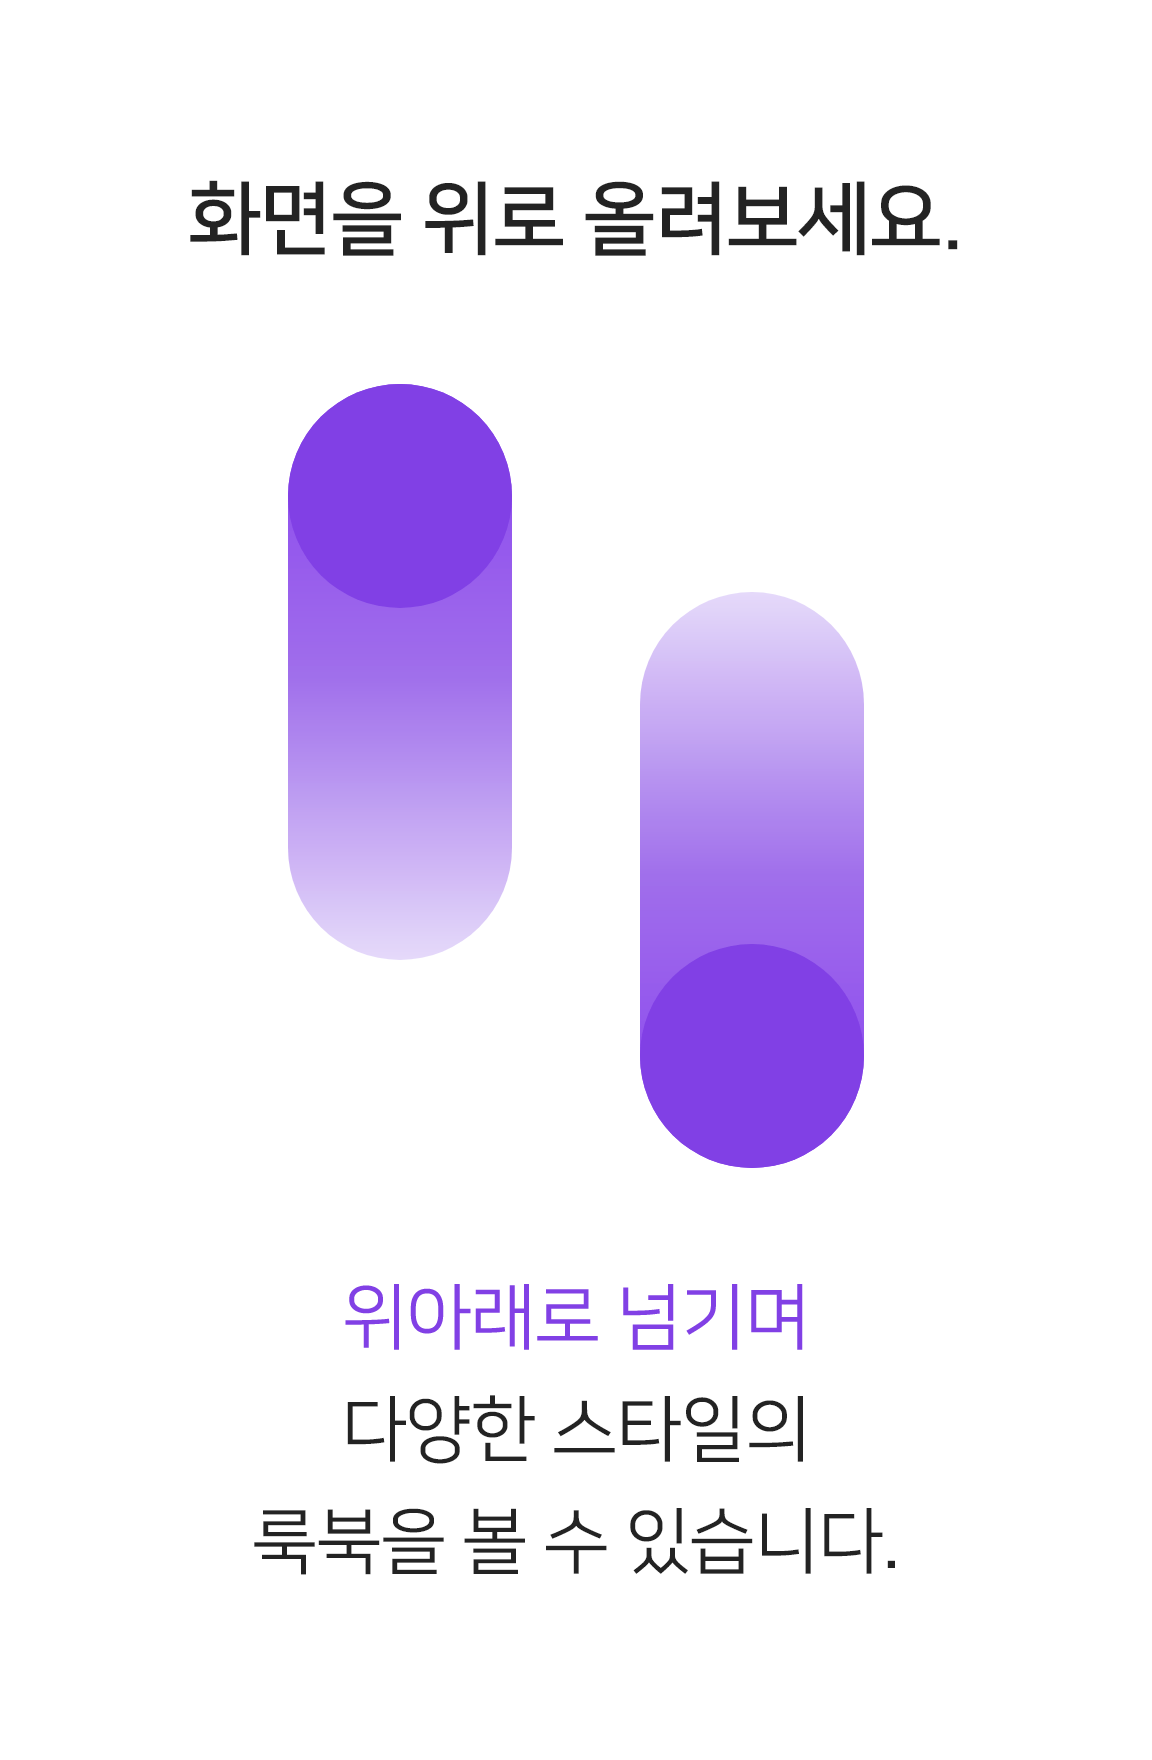 화면을 위로 올려보세요.
위아래로 넘기며
다양한 스타일의
룩북을 볼 수 있습니다.